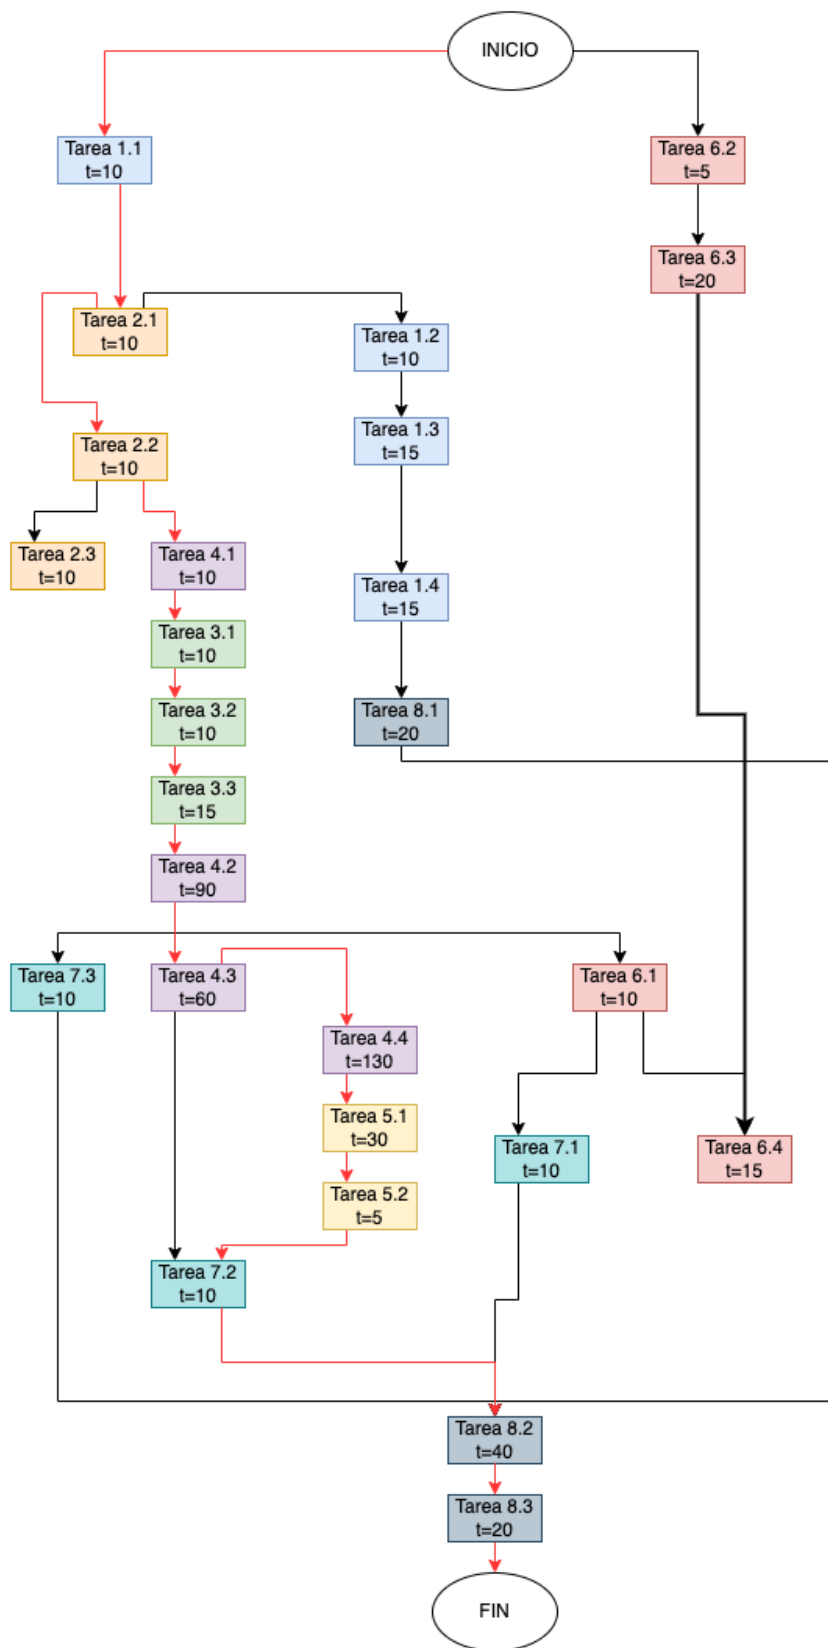 INICIO
Tarea 1.1
t=10
Tarea 6.2
t=5
Tarea 6.3
t=20
Tarea 2.1
t=10
Tarea 1.2
t=10
Tarea 1.3
t=15
Tarea 2.2
t=10
Tarea 2.3
t=10
Tarea 4.1
t=10
Tarea 1.4
t=15
Tarea 3.1
t=10
Tarea 3.2
t=10
Tarea 8.1
t=20
Tarea 3.3
t=15
Tarea 4.2
t=90
Tarea 7.3
t=10
Tarea 4.3
t=60
Tarea 6.1
t=10
Tarea 4.4
t=130
Tarea 5.1
t=30
Tarea 7.1
t=10
Tarea 6.4
t=15
Tarea 5.2
t=5
Tarea 7.2
t=10
Tarea 8.2
t=40
Tarea 8.3
t=20
FIN